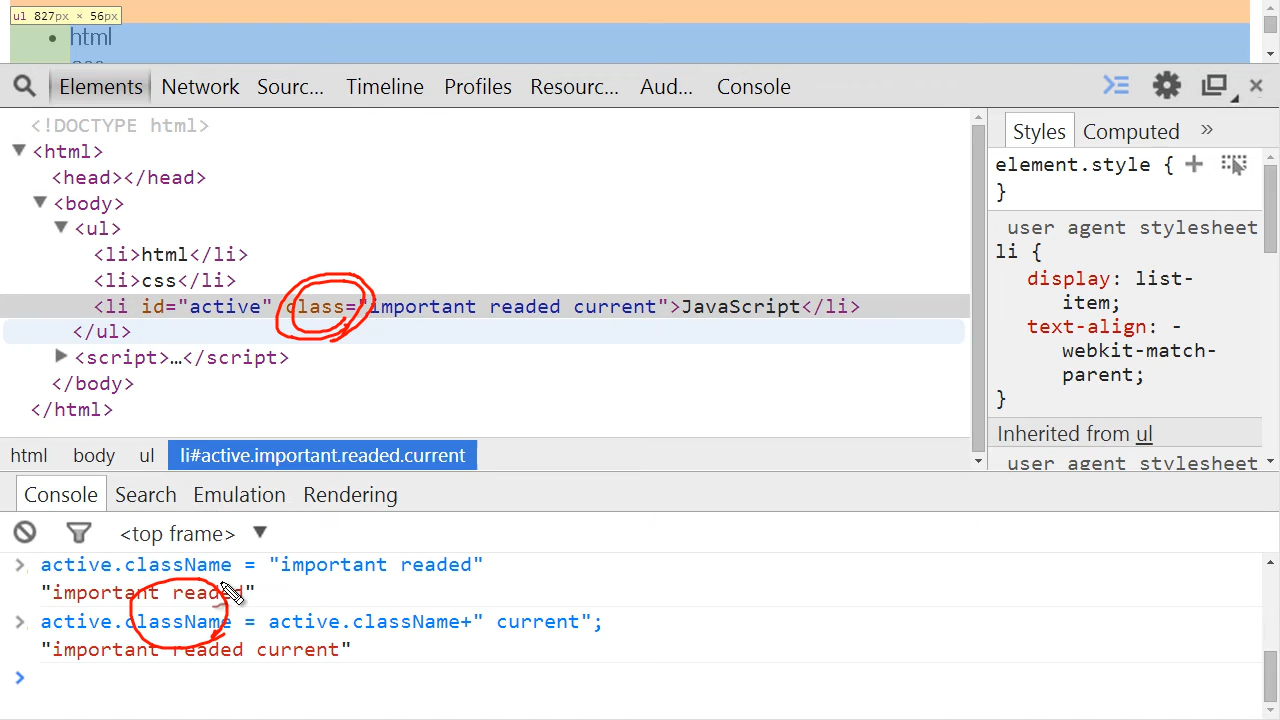 ul 827px × 56px
html
Elements Network Sourc... Timeline Profiles Resourc... Aud... Console
<!DOCTYPE html>
<html>
<head></head>
<body>
<ul>
<li>html</li>
<li>css</li>
<li id="active" class="important readed current">JavaScript</li>
</ul>
<script>…</script>
</body>
</html>
html body ul li#active.important.readed.current
Styles Computed »
element.style {
}
user agent stylesheet
li {
display: list-
item;
text-align: -
webkit-match-
parent;
}
Inherited from ul
user agent stylesheet
Console Search Emulation Rendering
<top frame>
active.className = "important readed"
"important readed"
active.className = active.className+" current";
"important readed current"